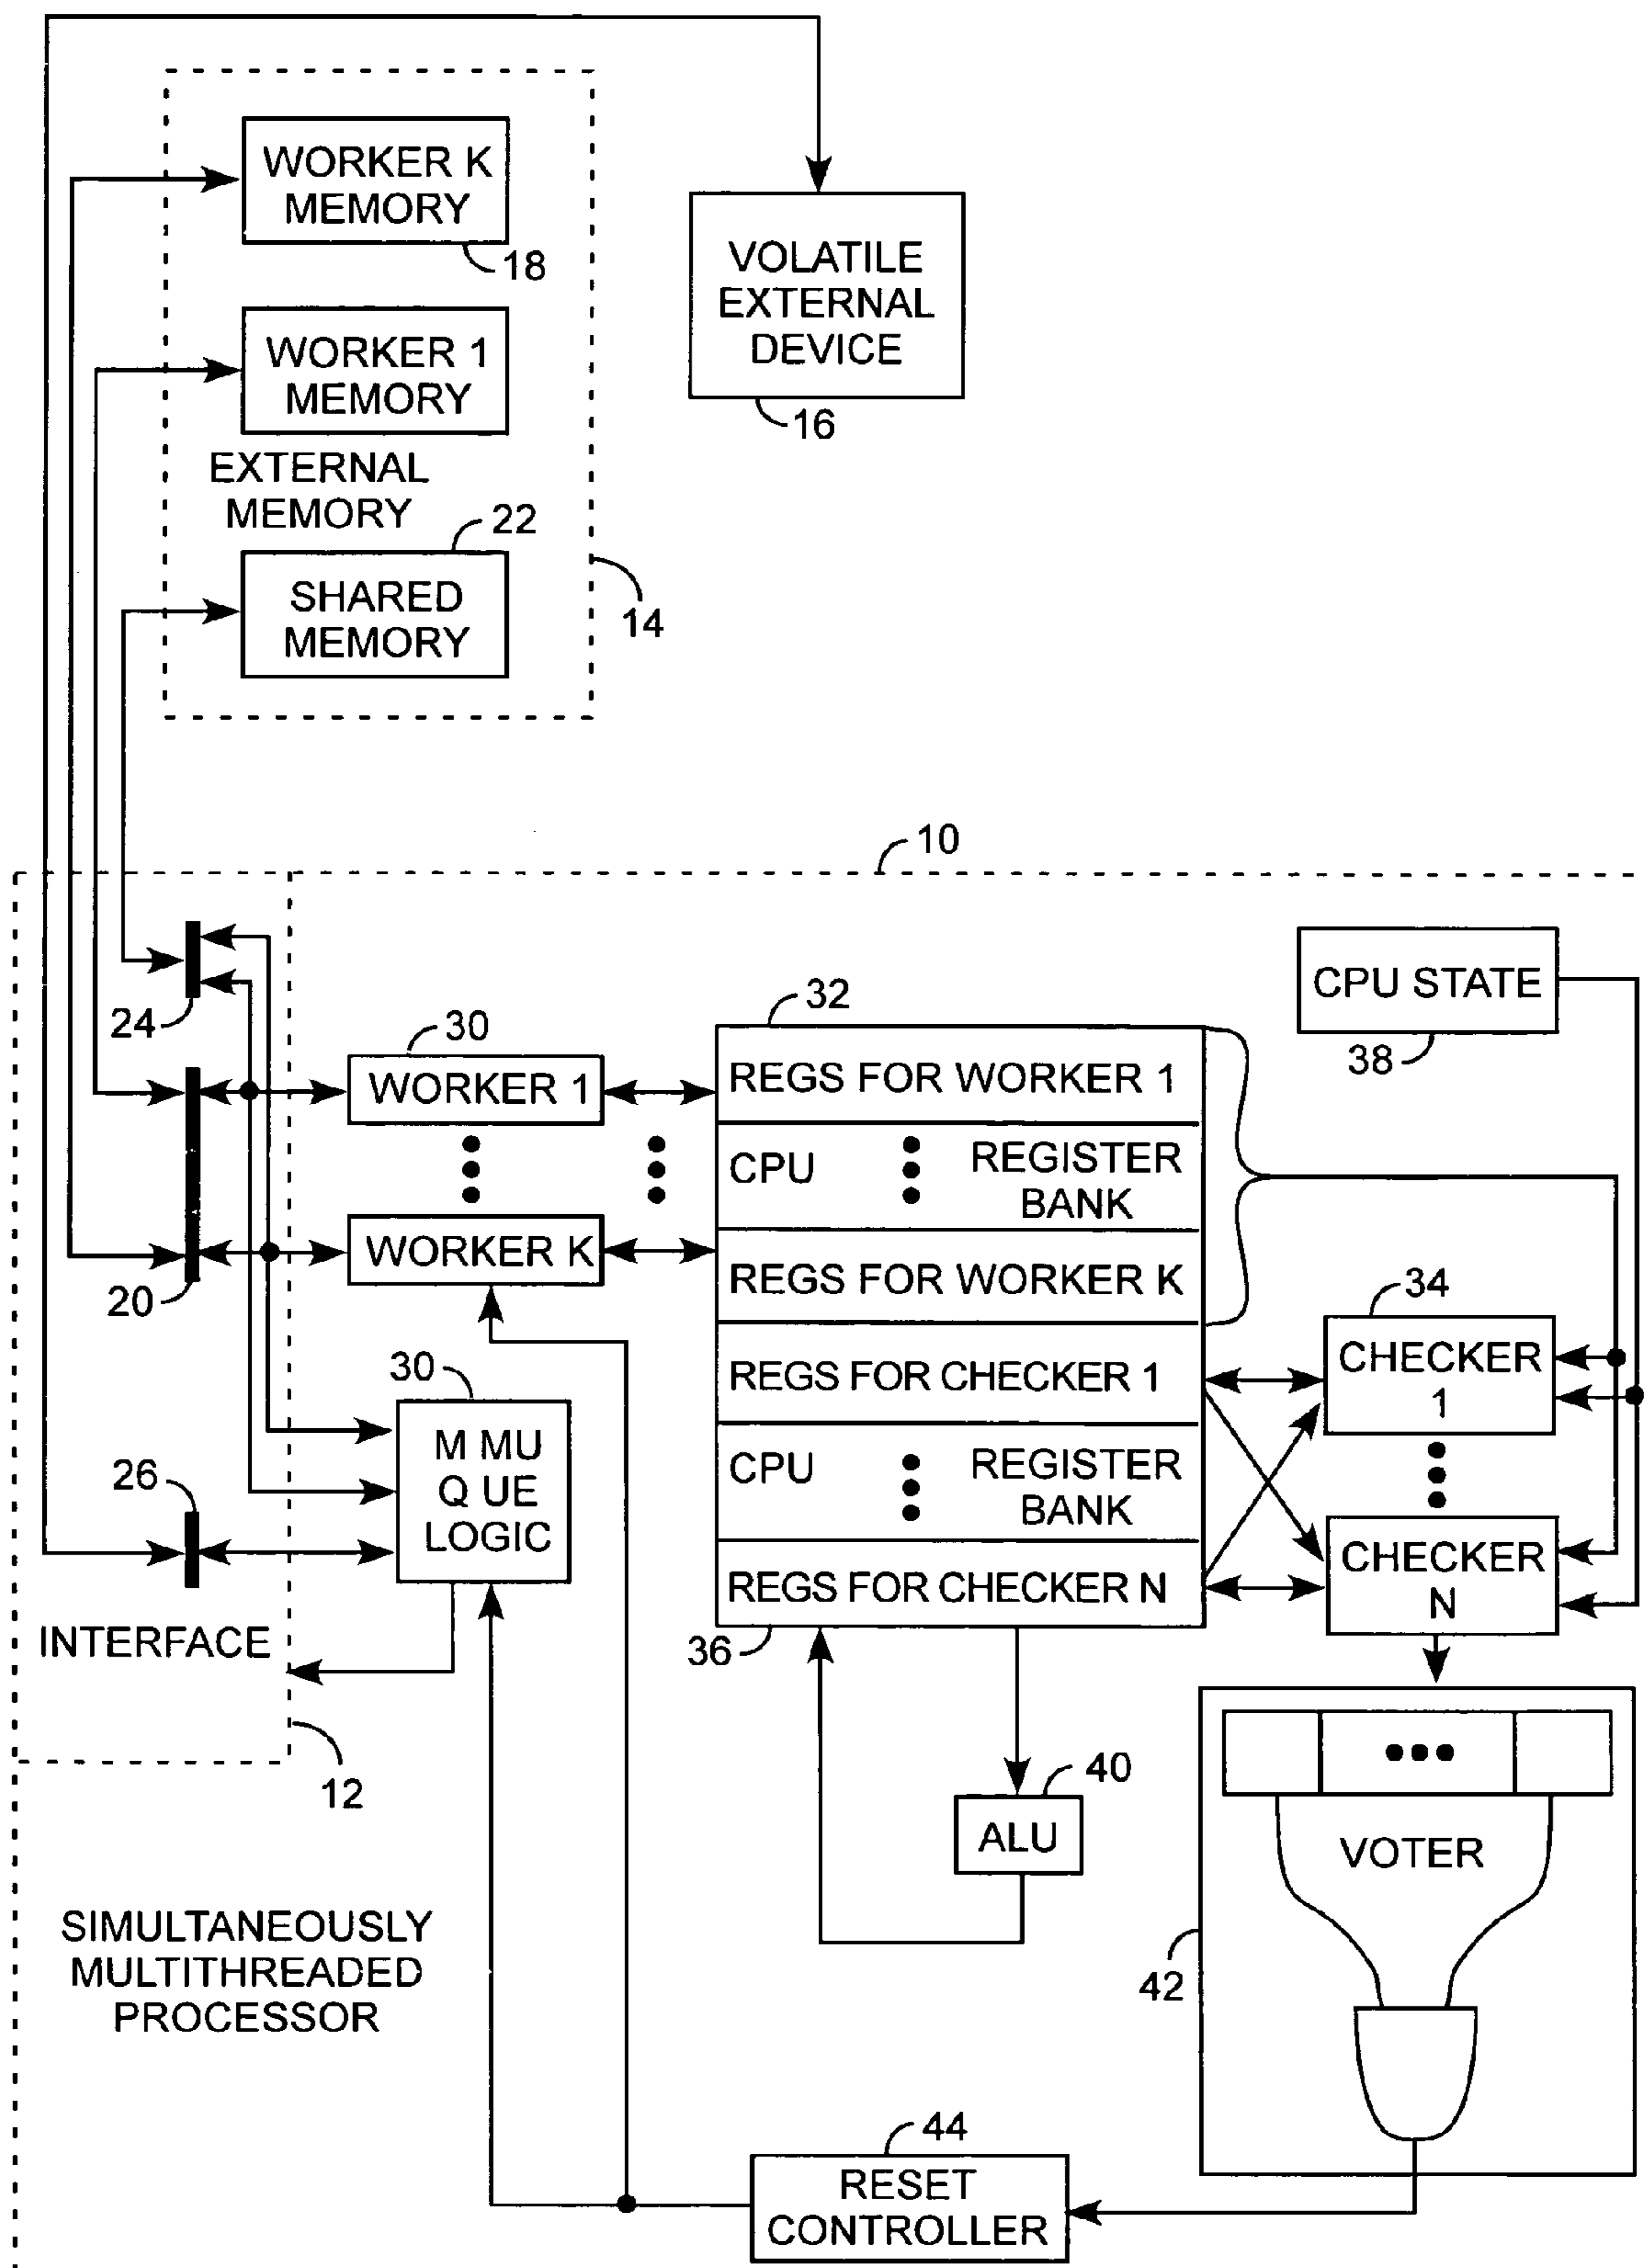 WORKER K
MEMORY
18
WORKER 1
MEMORY
EXTERNAL
MEMORY
22
SHARED
MEMORY
14
VOLATILE
EXTERNAL
DEVICE
16
10
24
20
26
INTERFACE
12
30
WORKER 1
WORKER K
30
M MU
Q UE
LOGIC
32
REGS FOR WORKER 1
CPU REGISTER
BANK
REGS FOR WORKER K
REGS FOR CHECKER 1
CPU REGISTER
BANK
REGS FOR CHECKER N
36
CPU STATE
38
34
CHECKER
1
CHECKER
N
40
ALU
VOTER
42
SIMULTANEOUSLY
MULTITHREADED
PROCESSOR
44
RESET
CONTROLLER